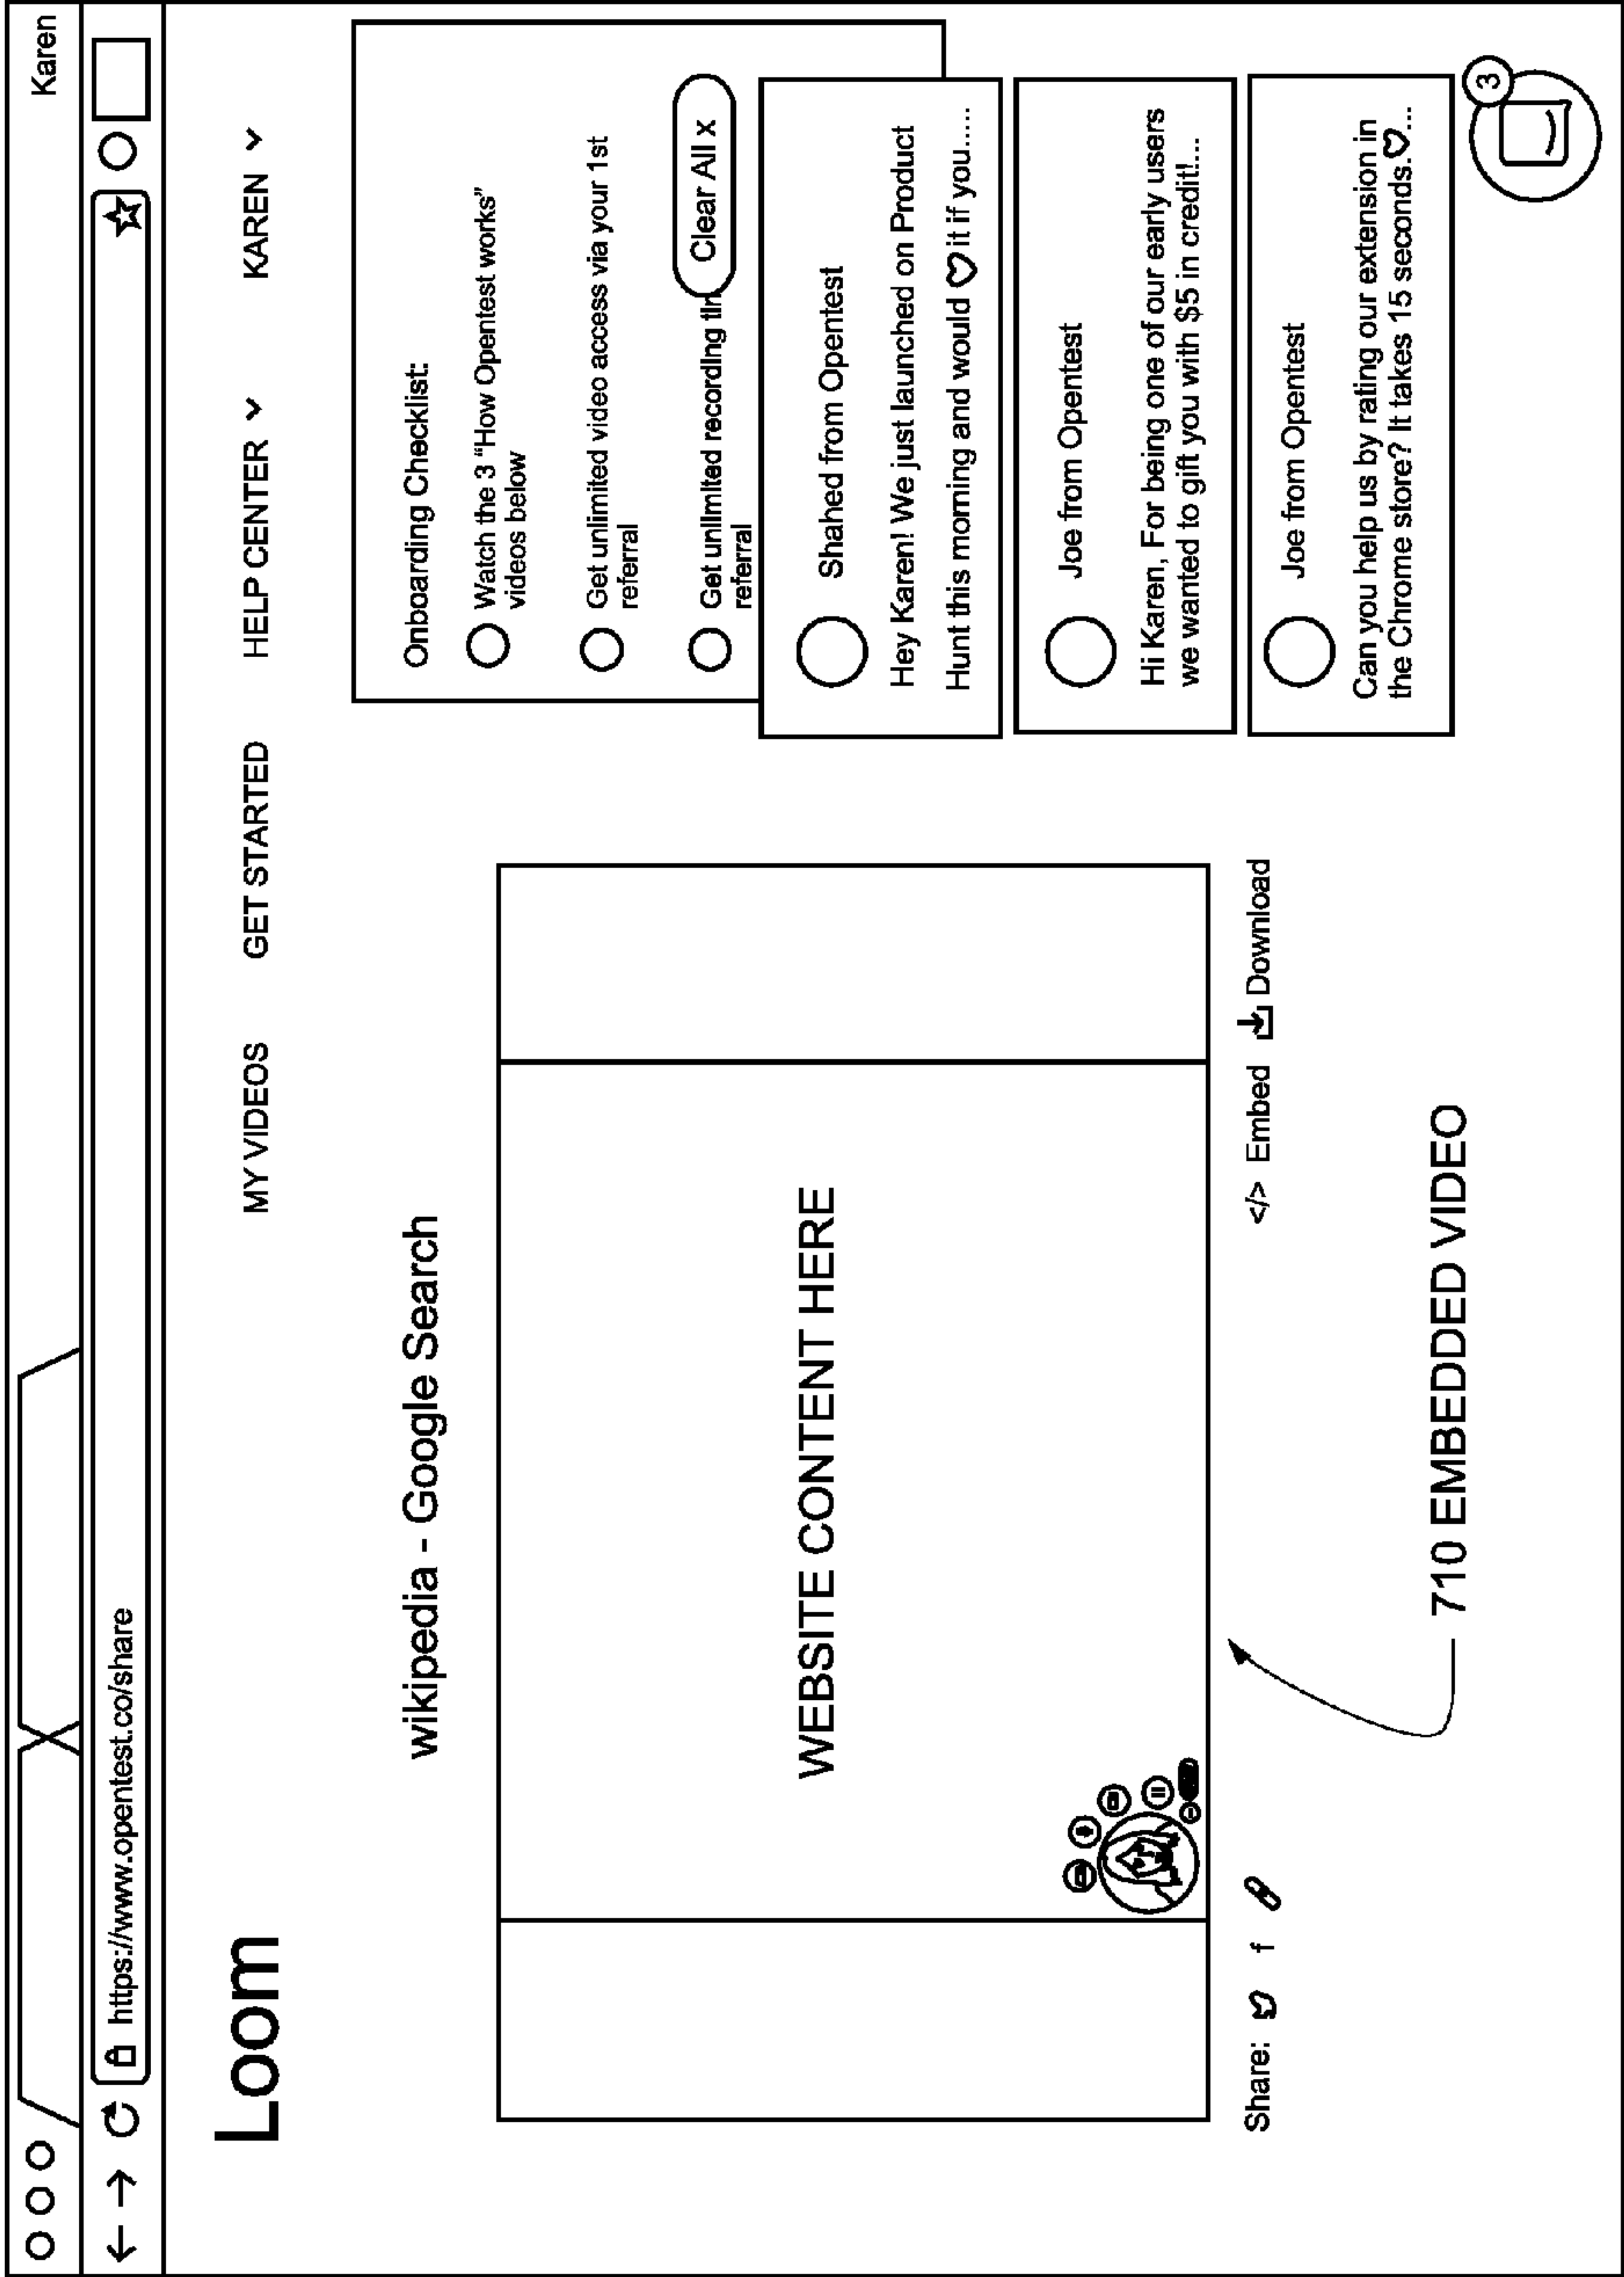 Karen
https://www.opentest.co/share
Loom
MY VIDEOS
GET STARTED
HELP CENTER
KAREN
wikipedia - Google Search
WEBSITE CONTENT HERE
Share:
f
</> Embed
Download
710 EMBEDDED VIDEO
Onboarding Checklist:
Watch the 3 “How Opentest works”
videos below
Get unlimited video access via your 1st
referral
Get unlimited recording tim
referral
Clear All x
Shahed from Opentest
Hey Karen! We just launched on Product
Hunt this morning and would ♡ it if you.....
Joe from Opentest
Hi Karen, For being one of our early users
we wanted to gift you with $5 in credit!...
Joe from Opentest
Can you help us by rating our extension in
the Chrome store? It takes 15 seconds.♡...
3